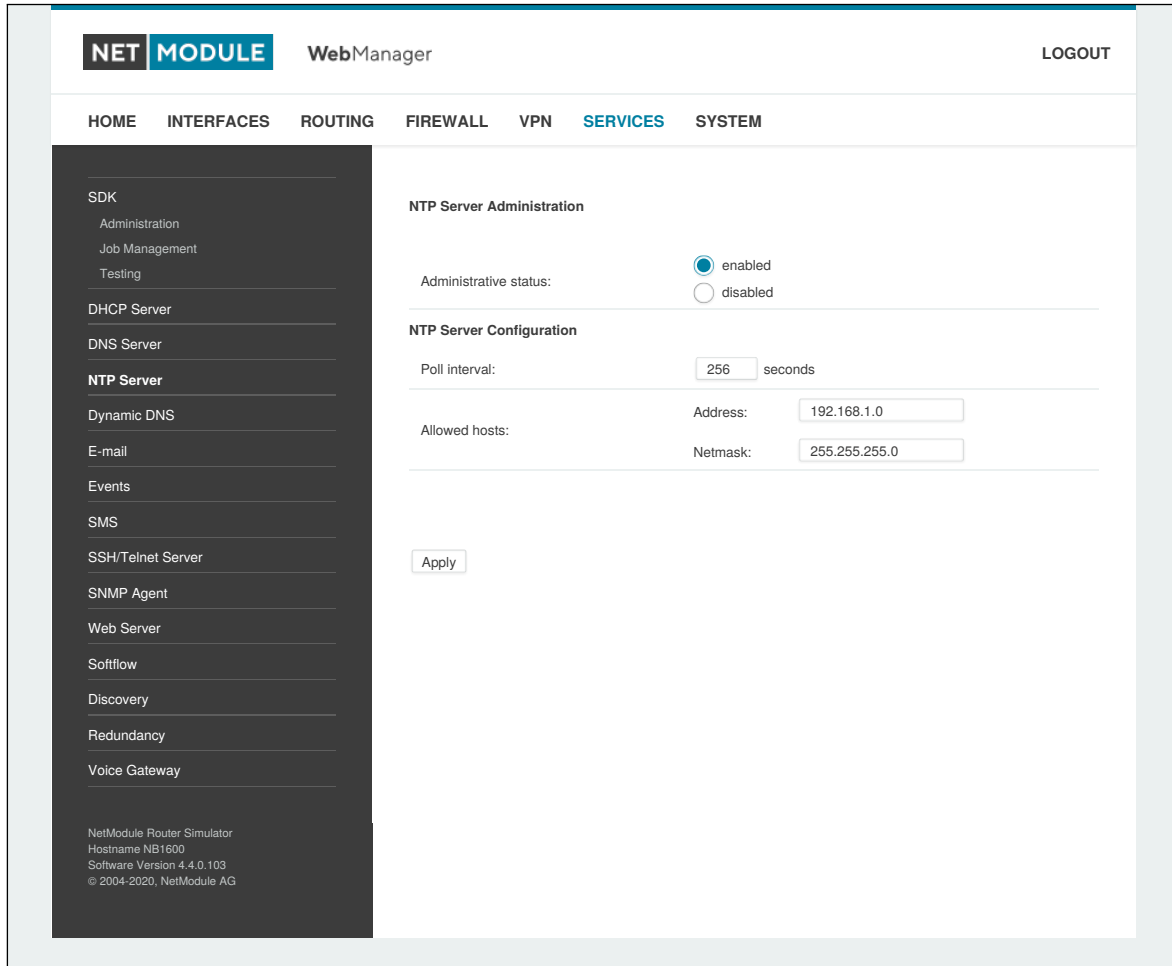 NET MODULE WebManager LOGOUT
HOME INTERFACES ROUTING FIREWALL VPN SERVICES SYSTEM
SDK
Administration
Job Management
Testing
DHCP Server
DNS Server
NTP Server
Dynamic DNS
E-mail
Events
SMS
SSH/Telnet Server
SNMP Agent
Web Server
Softflow
Discovery
Redundancy
Voice Gateway
NetModule Router Simulator
Hostname NB1600
Software Version 4.4.0.103
© 2004-2020, NetModule AG
NTP Server Administration
Administrative status:
enabled
disabled
NTP Server Configuration
Poll interval: 256 seconds
Allowed hosts:
Address: 192.168.1.0
Netmask: 255.255.255.0
Apply